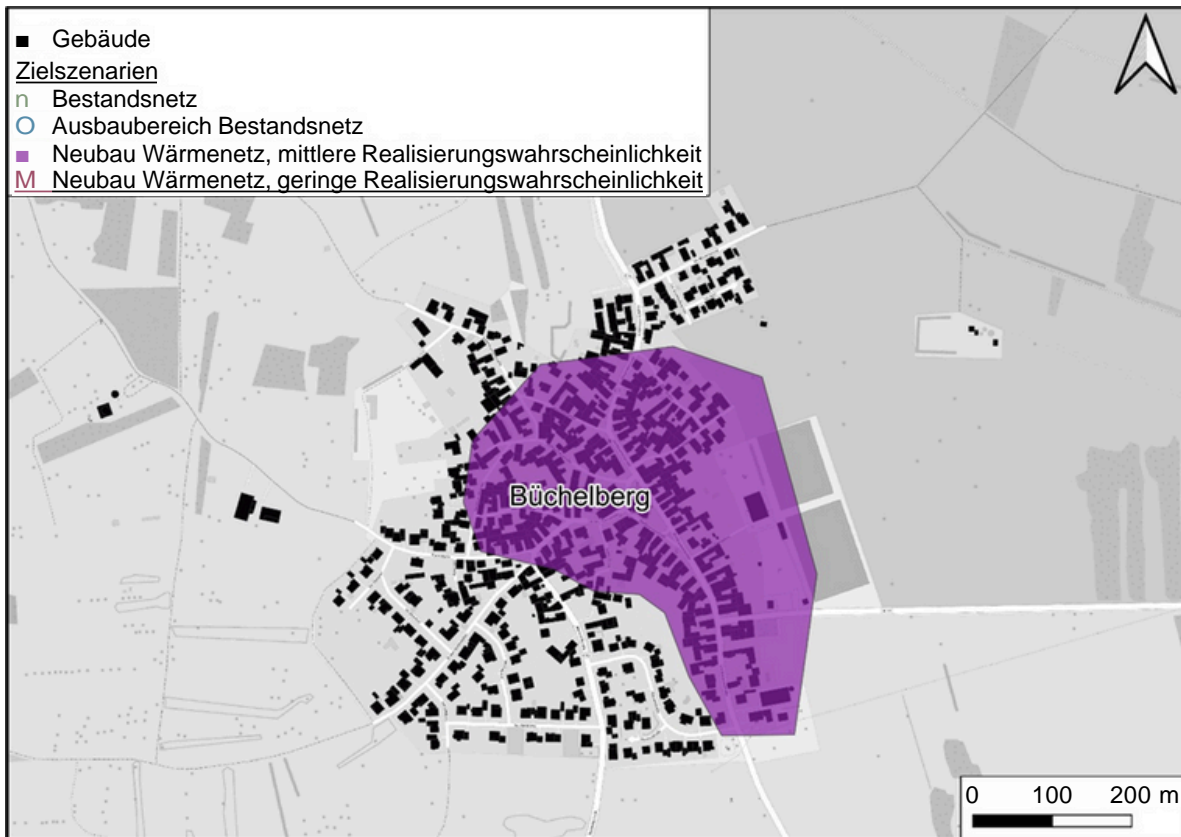 ■ Gebäude
Zielszenarien
n Bestandsnetz
O Ausbaubereich Bestandsnetz
■ Neubau Wärmenetz, mittlere Realisierungswahrscheinlichkeit
M Neubau Wärmenetz, geringe Realisierungswahrscheinlichkeit
Büchelberg
0 100 200 m